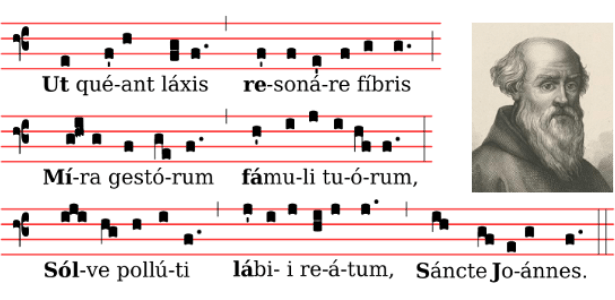 Ut qué-ant láxis re-soná-re fíbris
Mí-ra gestó-rum fámu-li tu-ó-rum,
Sól-ve pollú-ti lábi- i re-á-tum, Sáncte Jo-ánnes.